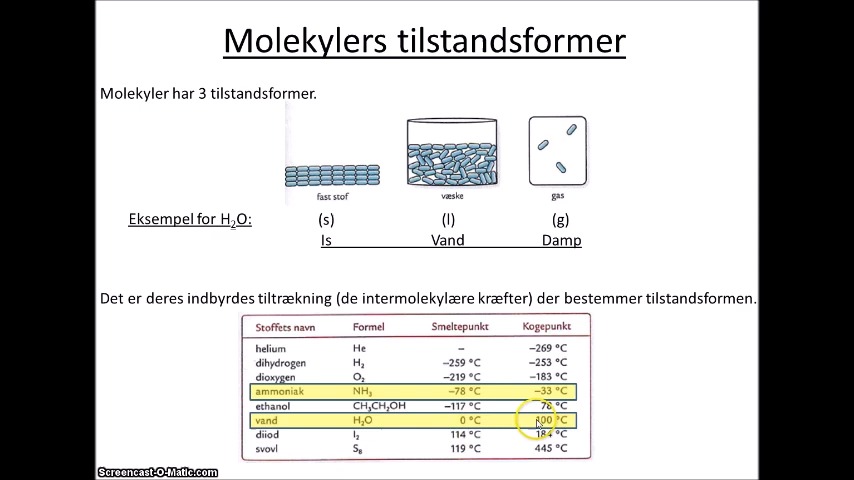 Molekylers tilstandsformer
Molekyler har 3 tilstandsformer.
fast stof væske gas
Eksempel for H₂O: (s) (l) (g)
Is Vand Damp
Det er deres indbyrdes tiltrækning (de intermolekylære kræfter) der bestemmer tilstandsformen.
Stoffets navn Formel Smeltepunkt Kogepunkt
helium He – –269 °C
dihydrogen H₂ –259 °C –253 °C
dioxygen O₂ –219 °C –183 °C
ammoniak NH₃ –78 °C –33 °C
ethanol CH₃CH₂OH –117 °C 78 °C
vand H₂O 0 °C 100 °C
diiod I₂ 114 °C 184 °C
svovl S₈ 119 °C 445 °C
Screencast-O-Matic.com